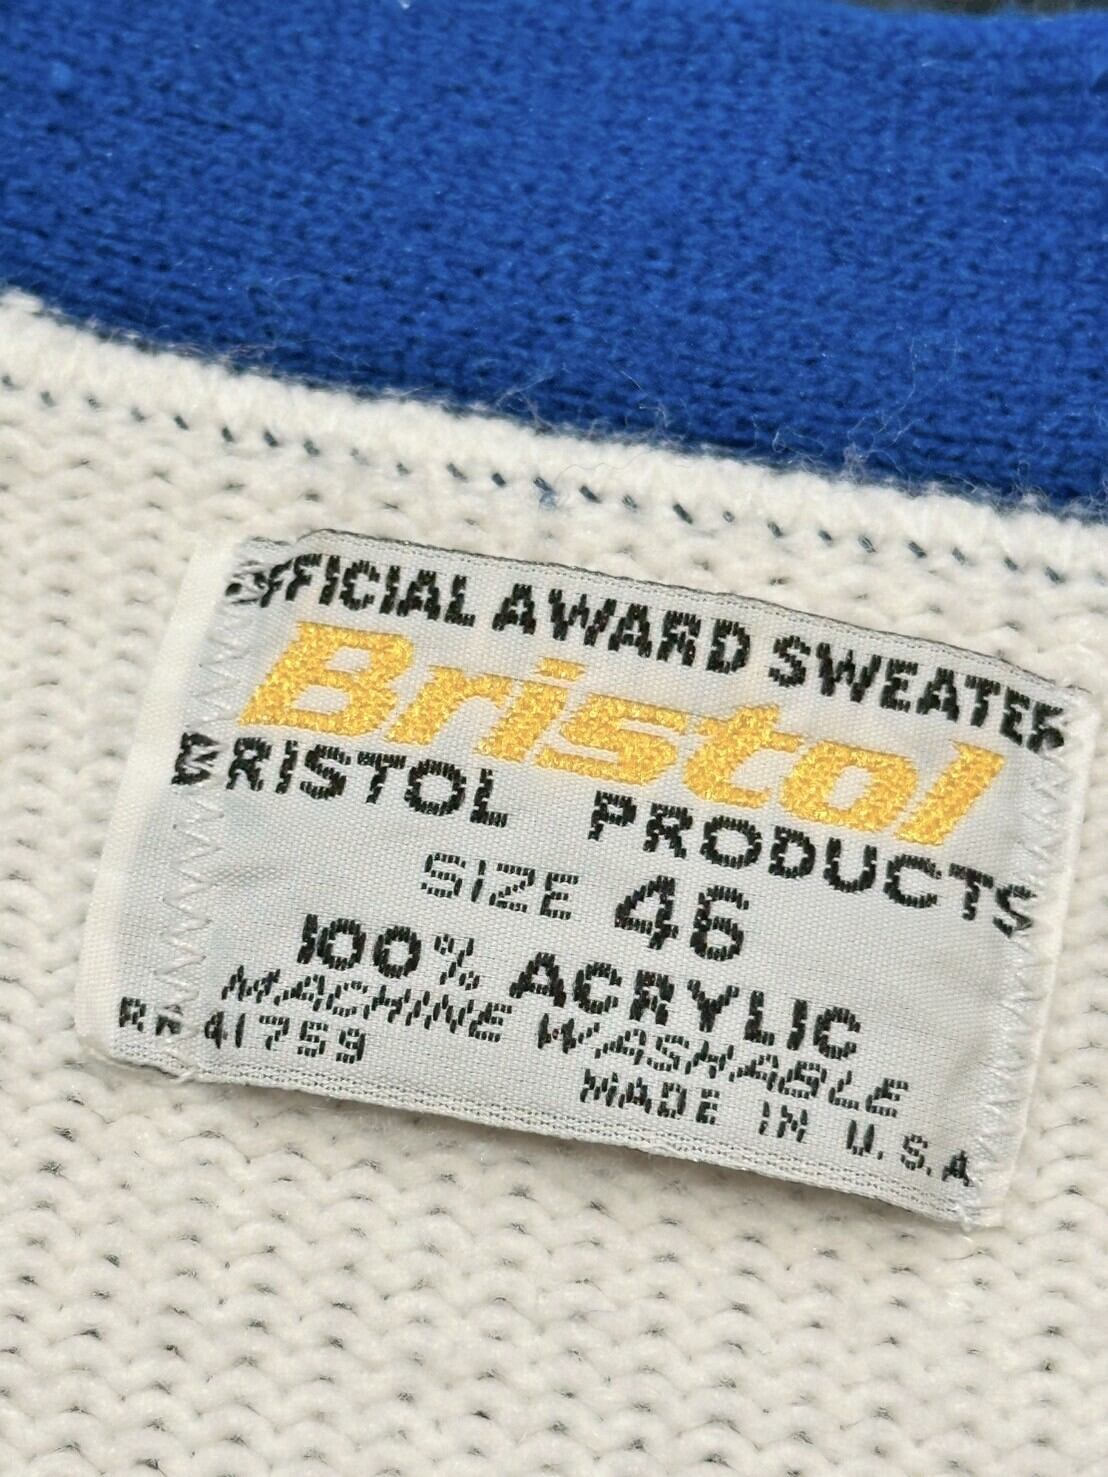 OFFICIAL AWARD SWEATER
Bristol
BRISTOL PRODUCTS
SIZE 46
100% ACRYLIC
MACHINE WASHABLE
RN 41759
MADE IN U.S.A